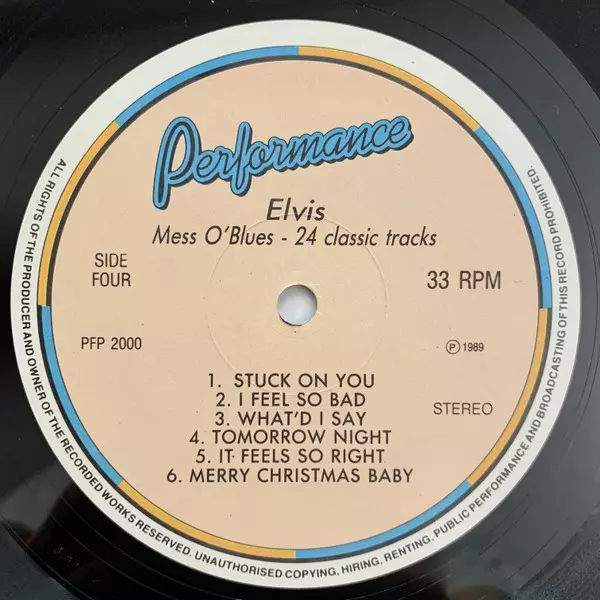 Performance
Elvis
Mess O'Blues - 24 classic tracks
SIDE
FOUR
33 RPM
PFP 2000
Ⓟ 1989
STEREO
1. STUCK ON YOU
2. I FEEL SO BAD
3. WHAT'D I SAY
4. TOMORROW NIGHT
5. IT FEELS SO RIGHT
6. MERRY CHRISTMAS BABY
ALL RIGHTS OF THE PRODUCER AND OWNER OF THE RECORDED WORKS RESERVED. UNAUTHORISED COPYING, HIRING, RENTING, PUBLIC PERFORMANCE AND BROADCASTING OF THIS RECORD PROHIBITED.